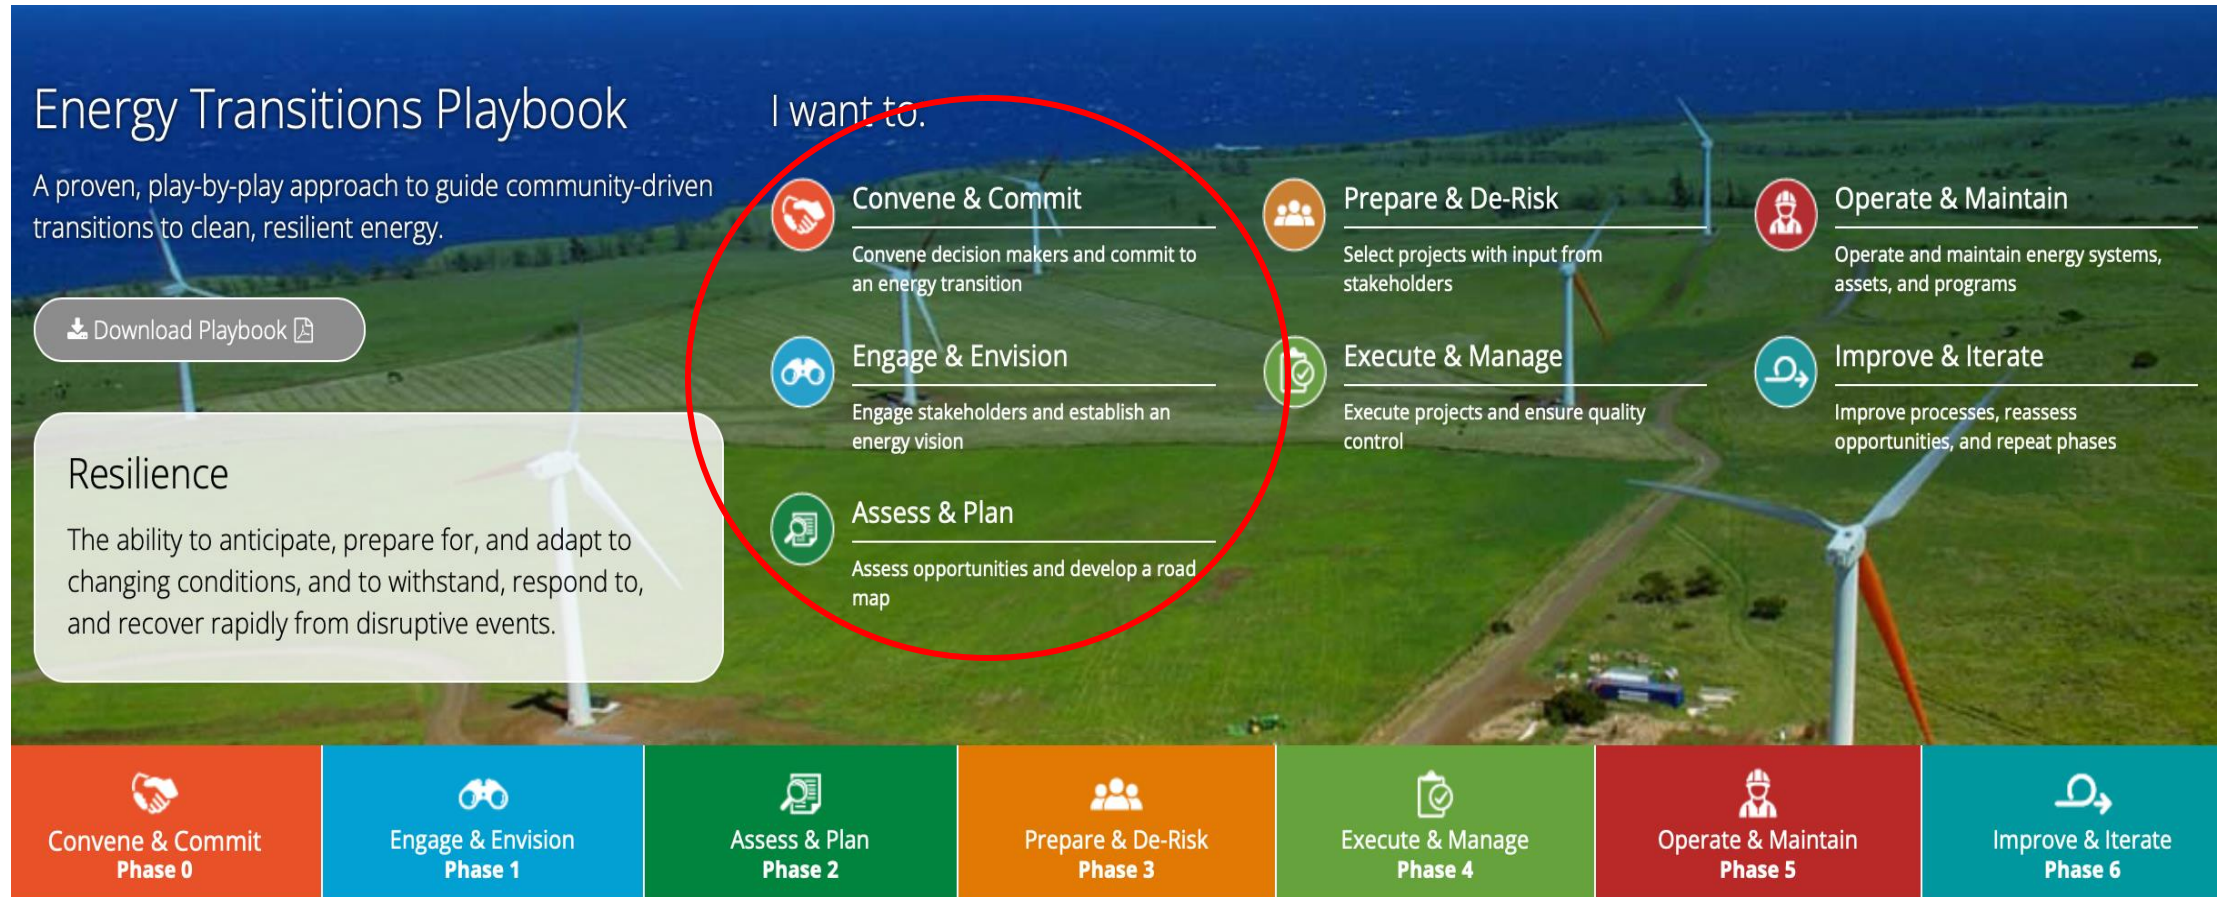 Energy Transitions Playbook
A proven, play-by-play approach to guide community-driven
transitions to clean, resilient energy.
Download Playbook
Resilience
The ability to anticipate, prepare for, and adapt to
changing conditions, and to withstand, respond to,
and recover rapidly from disruptive events.
I want to:
Convene & Commit
Convene decision makers and commit to
an energy transition
Engage & Envision
Engage stakeholders and establish an
energy vision
Assess & Plan
Assess opportunities and develop a road
map
Prepare & De-Risk
Select projects with input from
stakeholders
Execute & Manage
Execute projects and ensure quality
control
Operate & Maintain
Operate and maintain energy systems,
assets, and programs
Improve & Iterate
Improve processes, reassess
opportunities, and repeat phases
Convene & Commit
Phase 0
Engage & Envision
Phase 1
Assess & Plan
Phase 2
Prepare & De-Risk
Phase 3
Execute & Manage
Phase 4
Operate & Maintain
Phase 5
Improve & Iterate
Phase 6